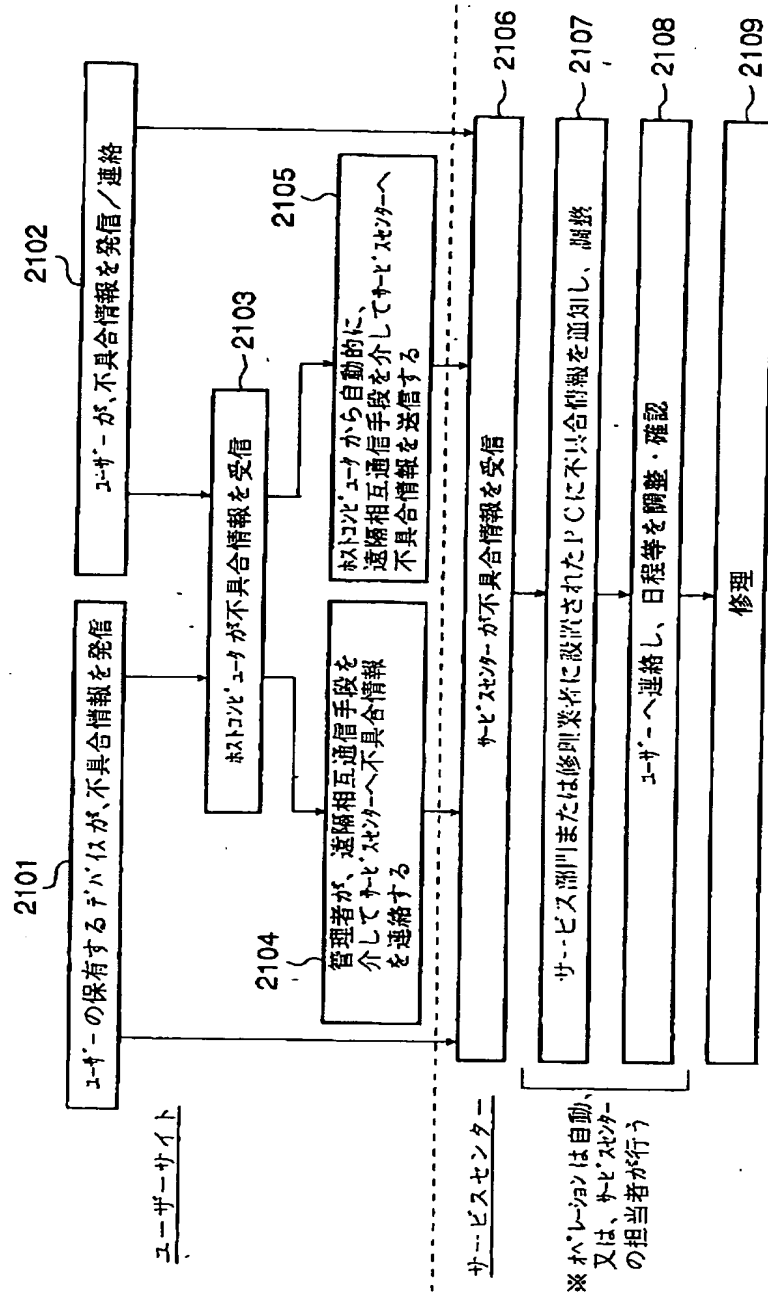 2101
ユーザーの保有するデバイスが、不具合情報を発信
2102
ユーザーが、不具合情報を発信/連絡
ユーザーサイト
2103
ホストコンピュータが不具合情報を受信
2104
管理者が、遠隔相互通信手段を
介してサービスセンターへ不具合情報
を連絡する
2105
ホストコンピュータから自動的に、
遠隔相互通信手段を介してサービスセンターへ
不具合情報を送信する
サービスセンター
サービスセンターが不具合情報を受信
2106
サービス部門または修理業者に設置されたPCに不具合情報を通知し、調整
2107
ユーザーへ連絡し、日程等を調整・確認
2108
※オペレーションは自動、
又は、サービスセンター
の担当者が行う
修理
2109